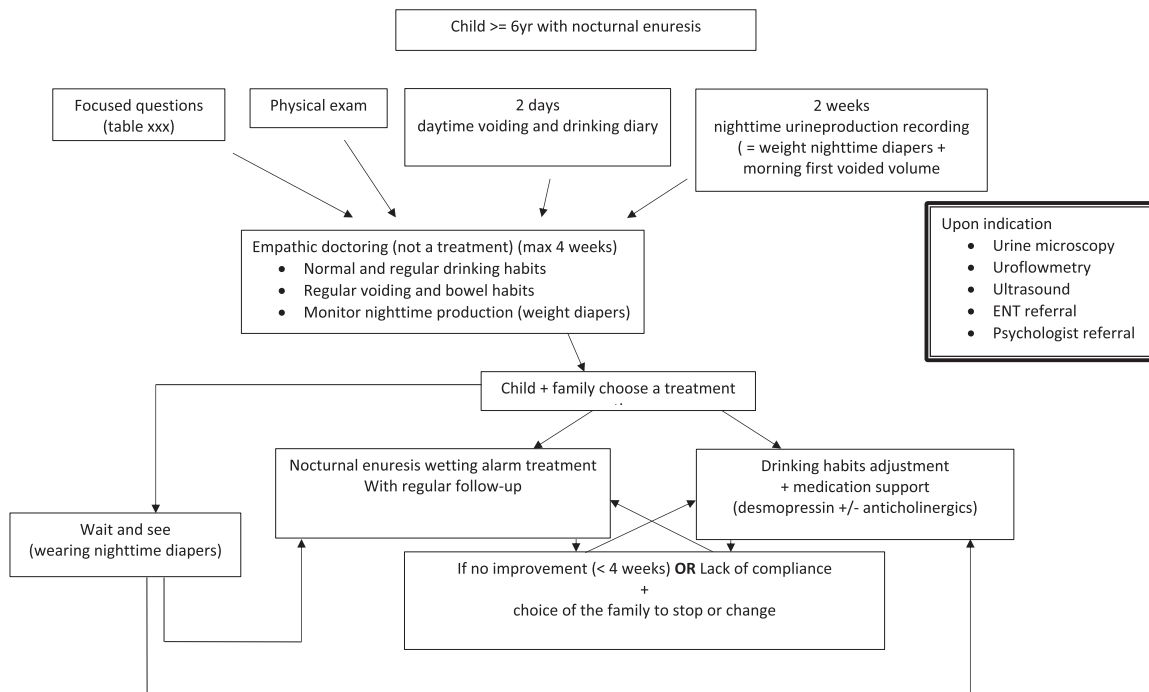 Child >= 6yr with nocturnal enuresis
Focused questions
(table xxx)
Physical exam
2 days
daytime voiding and drinking diary
2 weeks
nighttime urineproduction recording
( = weight nighttime diapers +
morning first voided volume
Upon indication
● Urine microscopy
● Uroflowmetry
● Ultrasound
● ENT referral
● Psychologist referral
Empathic doctoring (not a treatment) (max 4 weeks)
● Normal and regular drinking habits
● Regular voiding and bowel habits
● Monitor nighttime production (weight diapers)
Child + family choose a treatment
Nocturnal enuresis wetting alarm treatment
With regular follow-up
Drinking habits adjustment
+ medication support
(desmopressin +/- anticholinergics)
Wait and see
(wearing nighttime diapers)
If no improvement (< 4 weeks) OR Lack of compliance
+
choice of the family to stop or change